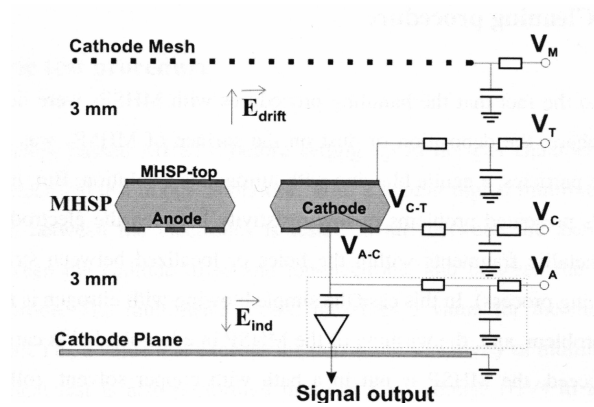 Cathode Mesh
V_M
3 mm
E_drift
V_T
MHSP-top
MHSP
Anode
Cathode
V_C-T
V_C
V_A-C
V_A
3 mm
E_ind
Cathode Plane
Signal output